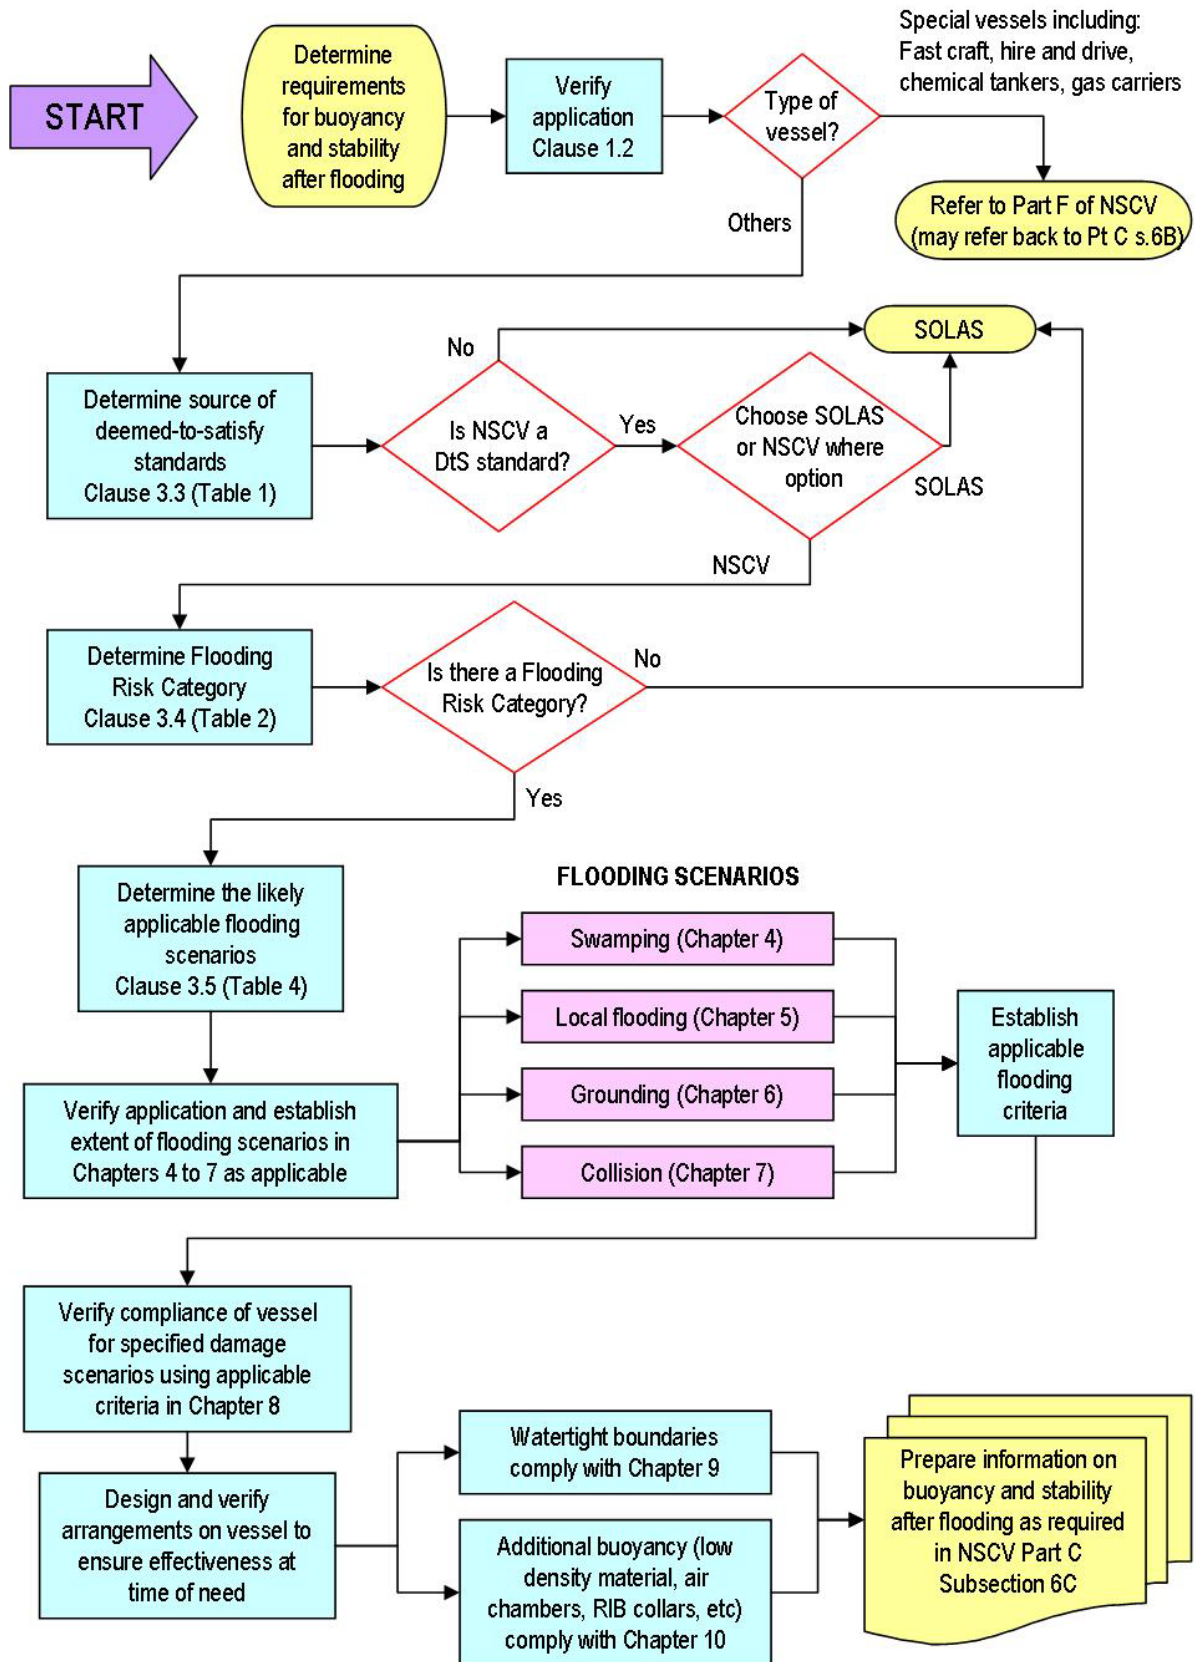 START
Determine
requirements
for buoyancy
and stability
after flooding
Verify
application
Clause 1.2
Type of
vessel?
Special vessels including:
Fast craft, hire and drive,
chemical tankers, gas carriers
Refer to Part F of NSCV
(may refer back to Pt C s.6B)
Others
Determine source of
deemed-to-satisfy
standards
Clause 3.3 (Table 1)
Is NSCV a
DtS standard?
No
Yes
Choose SOLAS
or NSCV where
option
SOLAS
SOLAS
NSCV
Determine Flooding
Risk Category
Clause 3.4 (Table 2)
Is there a Flooding
Risk Category?
No
Yes
Determine the likely
applicable flooding
scenarios
Clause 3.5 (Table 4)
Verify application and establish
extent of flooding scenarios in
Chapters 4 to 7 as applicable
FLOODING SCENARIOS
Swamping (Chapter 4)
Local flooding (Chapter 5)
Grounding (Chapter 6)
Collision (Chapter 7)
Establish
applicable
flooding
criteria
Verify compliance of vessel
for specified damage
scenarios using applicable
criteria in Chapter 8
Design and verify
arrangements on vessel to
ensure effectiveness at
time of need
Watertight boundaries
comply with Chapter 9
Additional buoyancy (low
density material, air
chambers, RIB collars, etc)
comply with Chapter 10
Prepare information on
buoyancy and stability
after flooding as required
in NSCV Part C
Subsection 6C